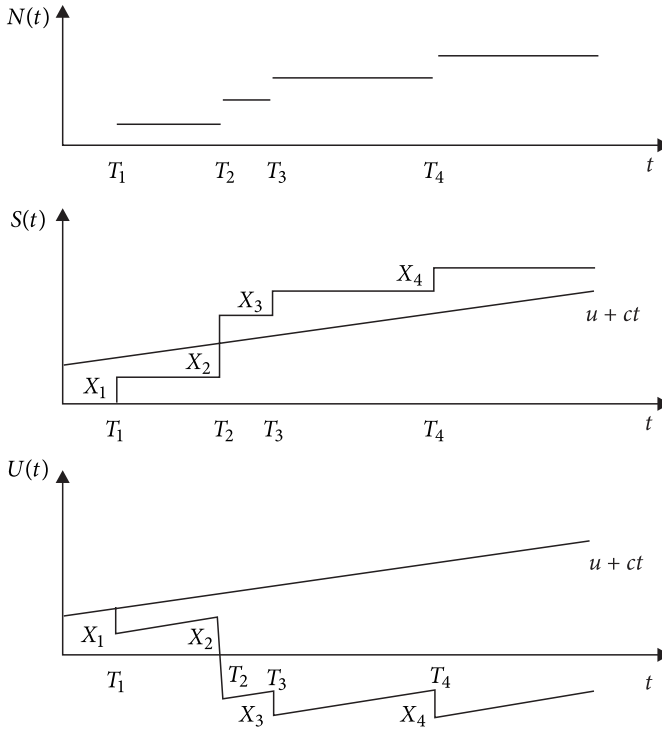 N(t)
T1 T2 T3 T4 t
S(t)
X4
X3
u + ct
X2
X1
T1 T2 T3 T4 t
U(t)
u + ct
X1 X2
T1 T2 T3 T4 t
X3 X4